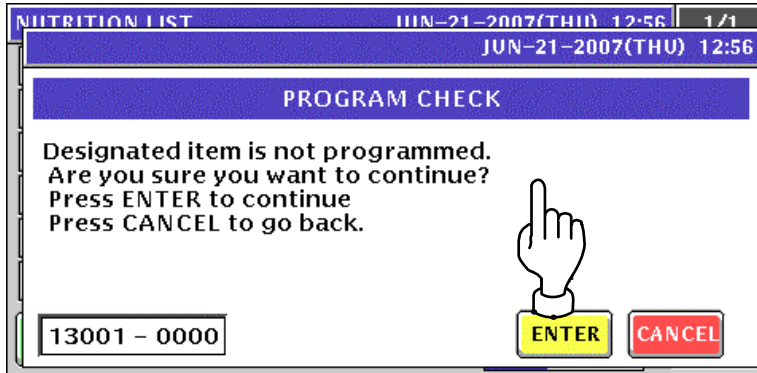 NUTRITION LIST JUN-21-2007(THU) 12:56 1/1
JUN-21-2007(THU) 12:56
PROGRAM CHECK
Designated item is not programmed.
Are you sure you want to continue?
Press ENTER to continue
Press CANCEL to go back.
13001 - 0000 ENTER CANCEL